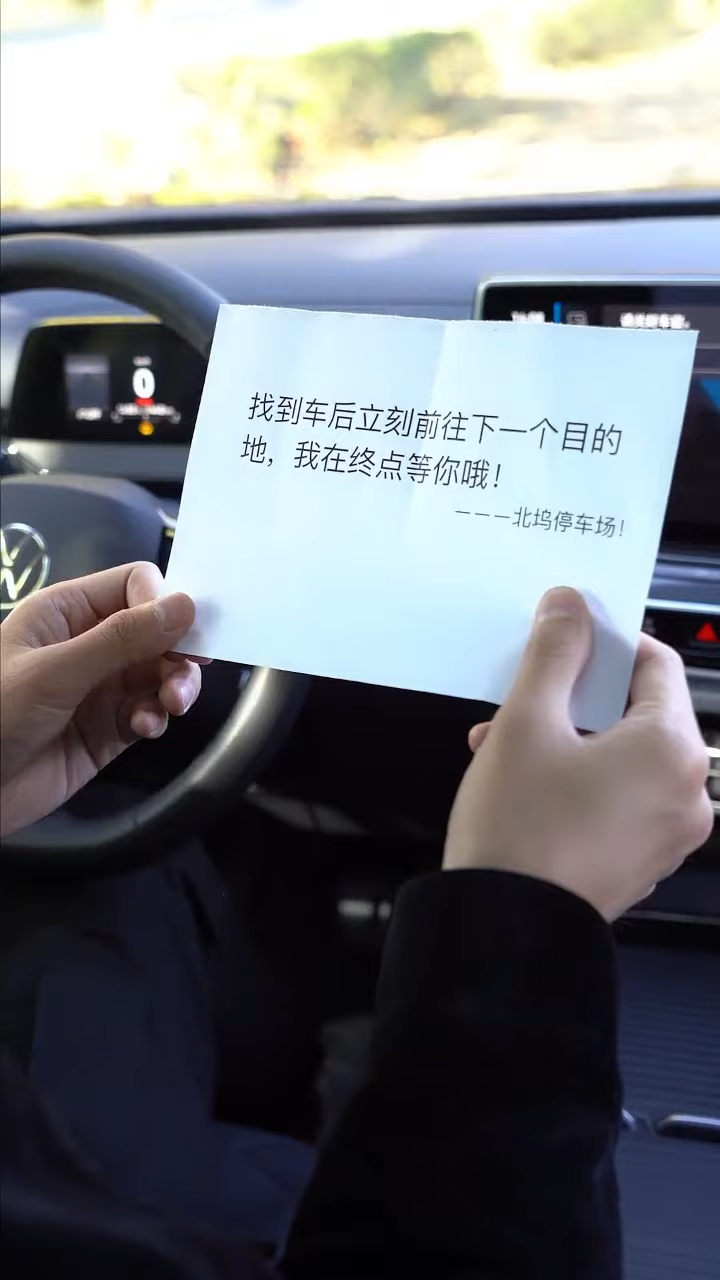 找到车后立刻前往下一个目的
地，我在终点等你哦！
———北坞停车场！
0